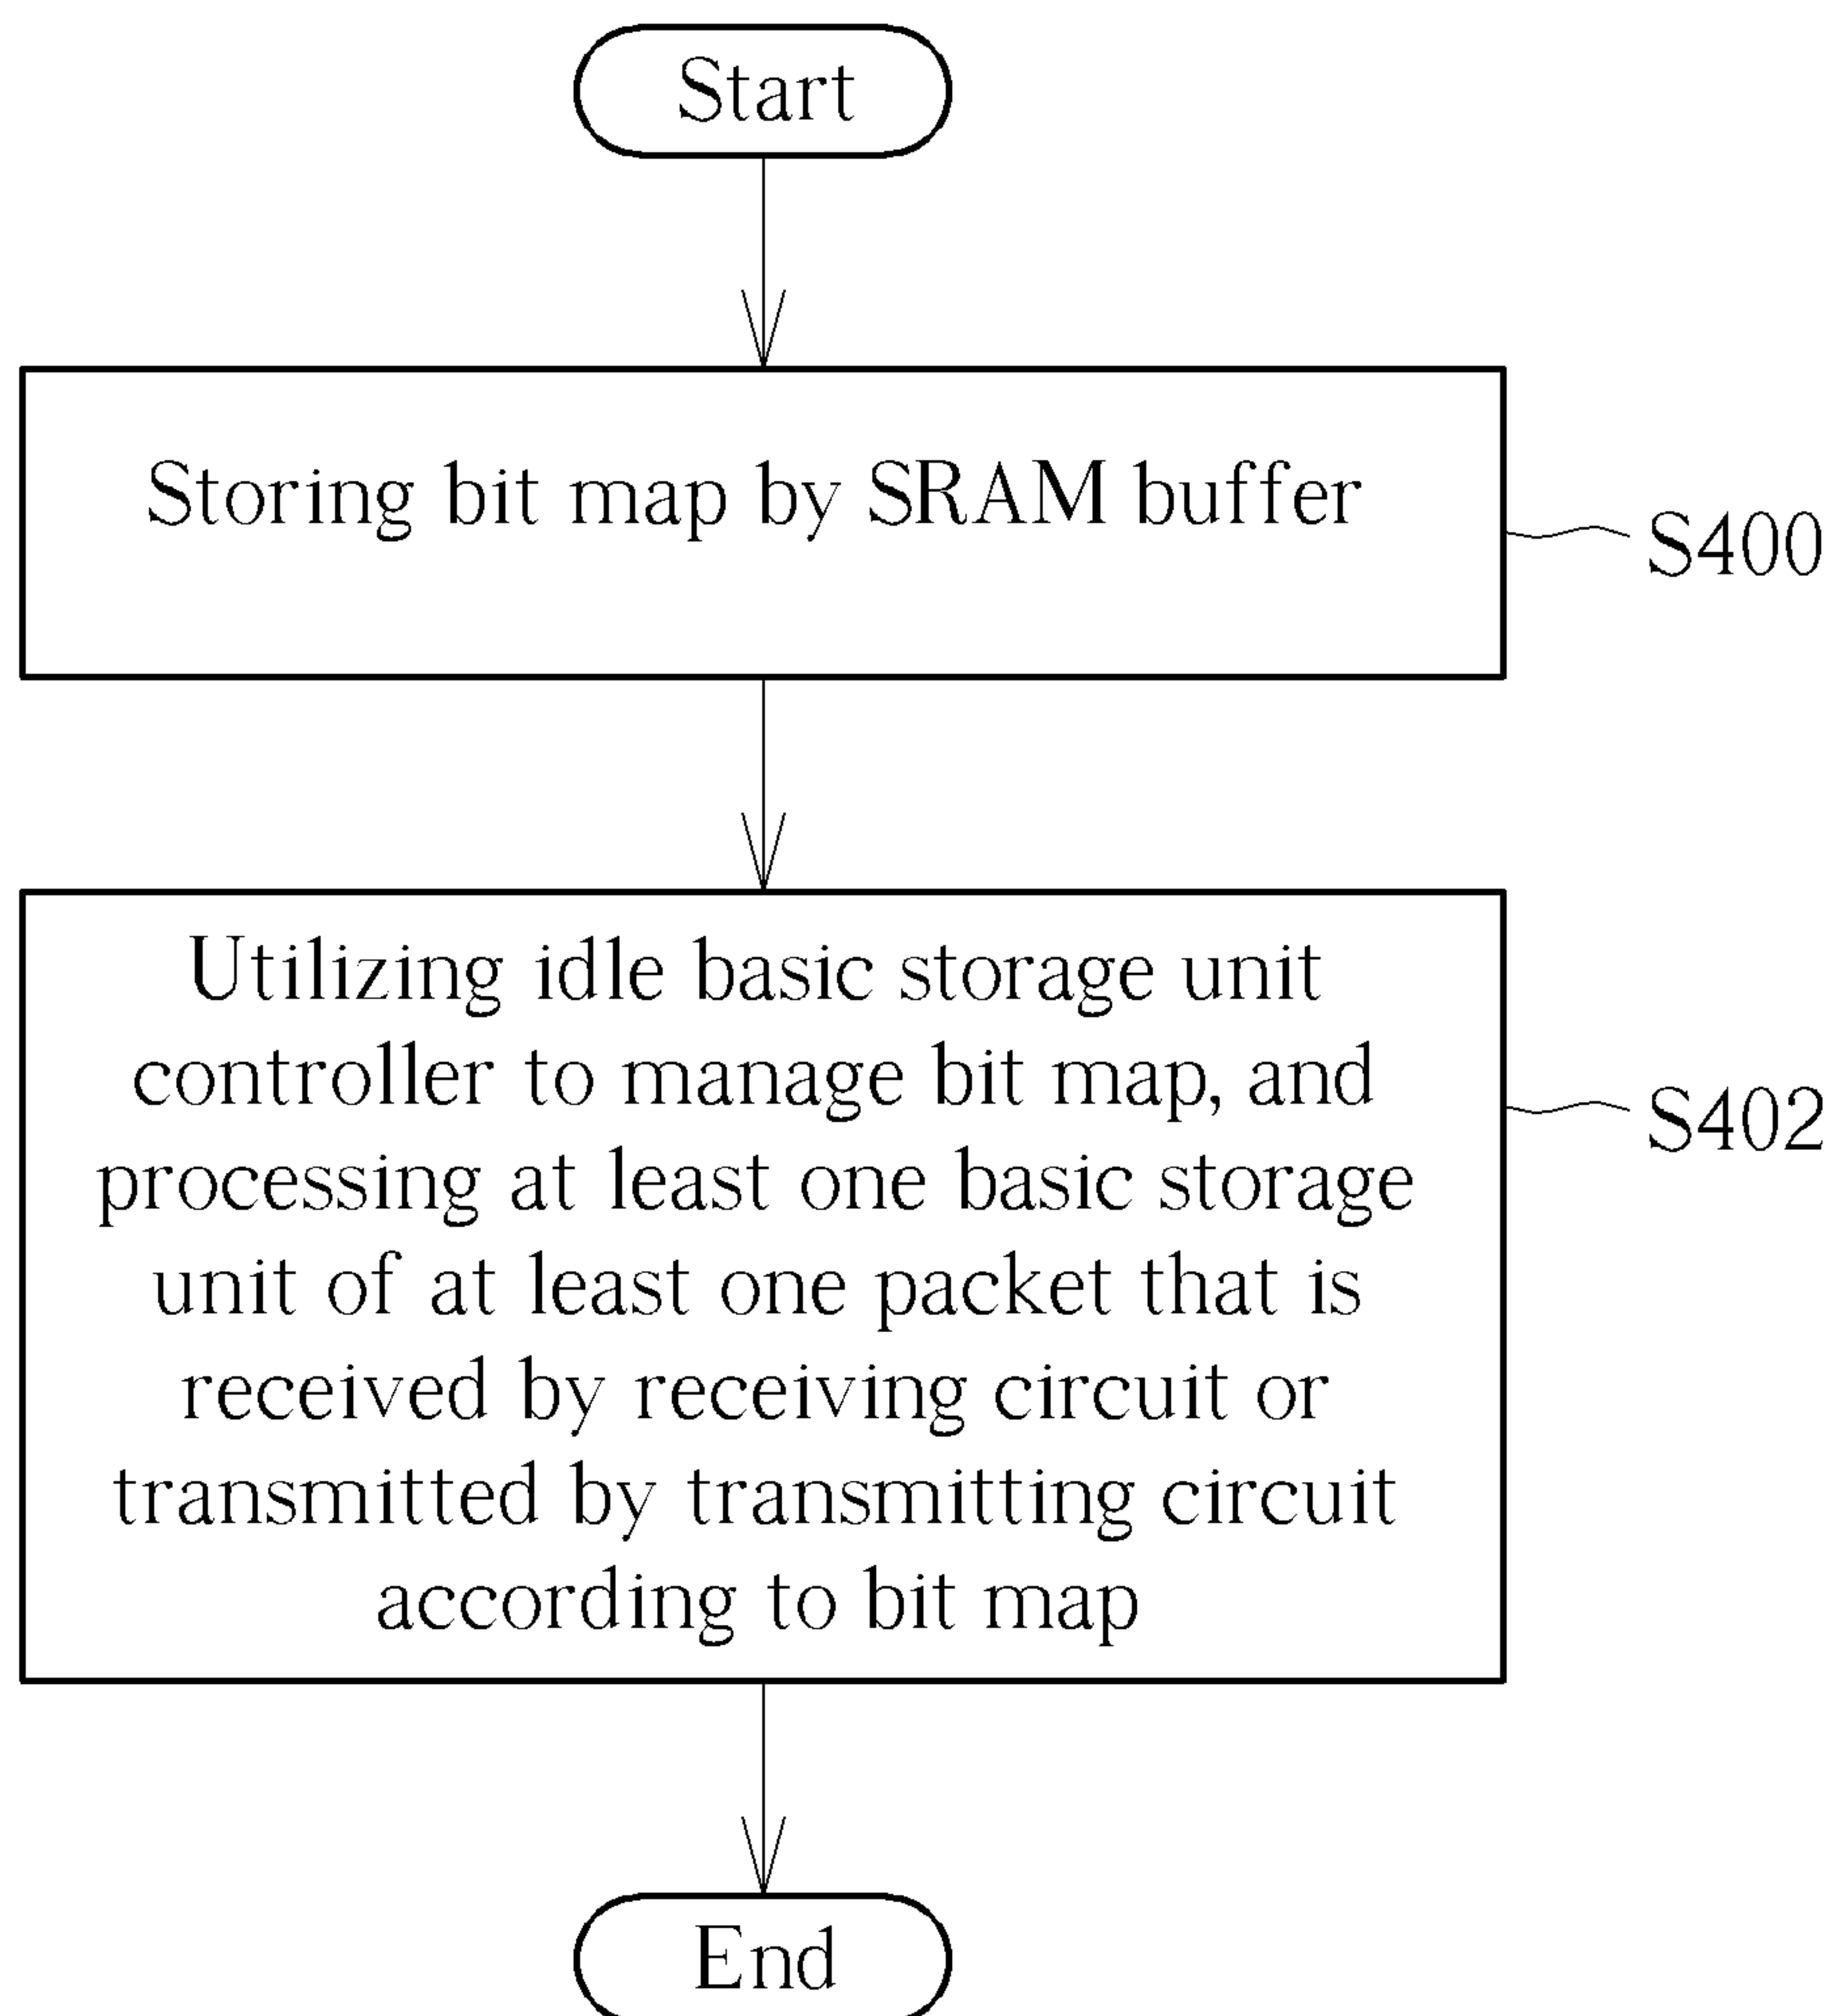 Start
Storing bit map by SRAM buffer
S400
Utilizing idle basic storage unit
controller to manage bit map, and
processing at least one basic storage
unit of at least one packet that is
received by receiving circuit or
transmitted by transmitting circuit
according to bit map
S402
End